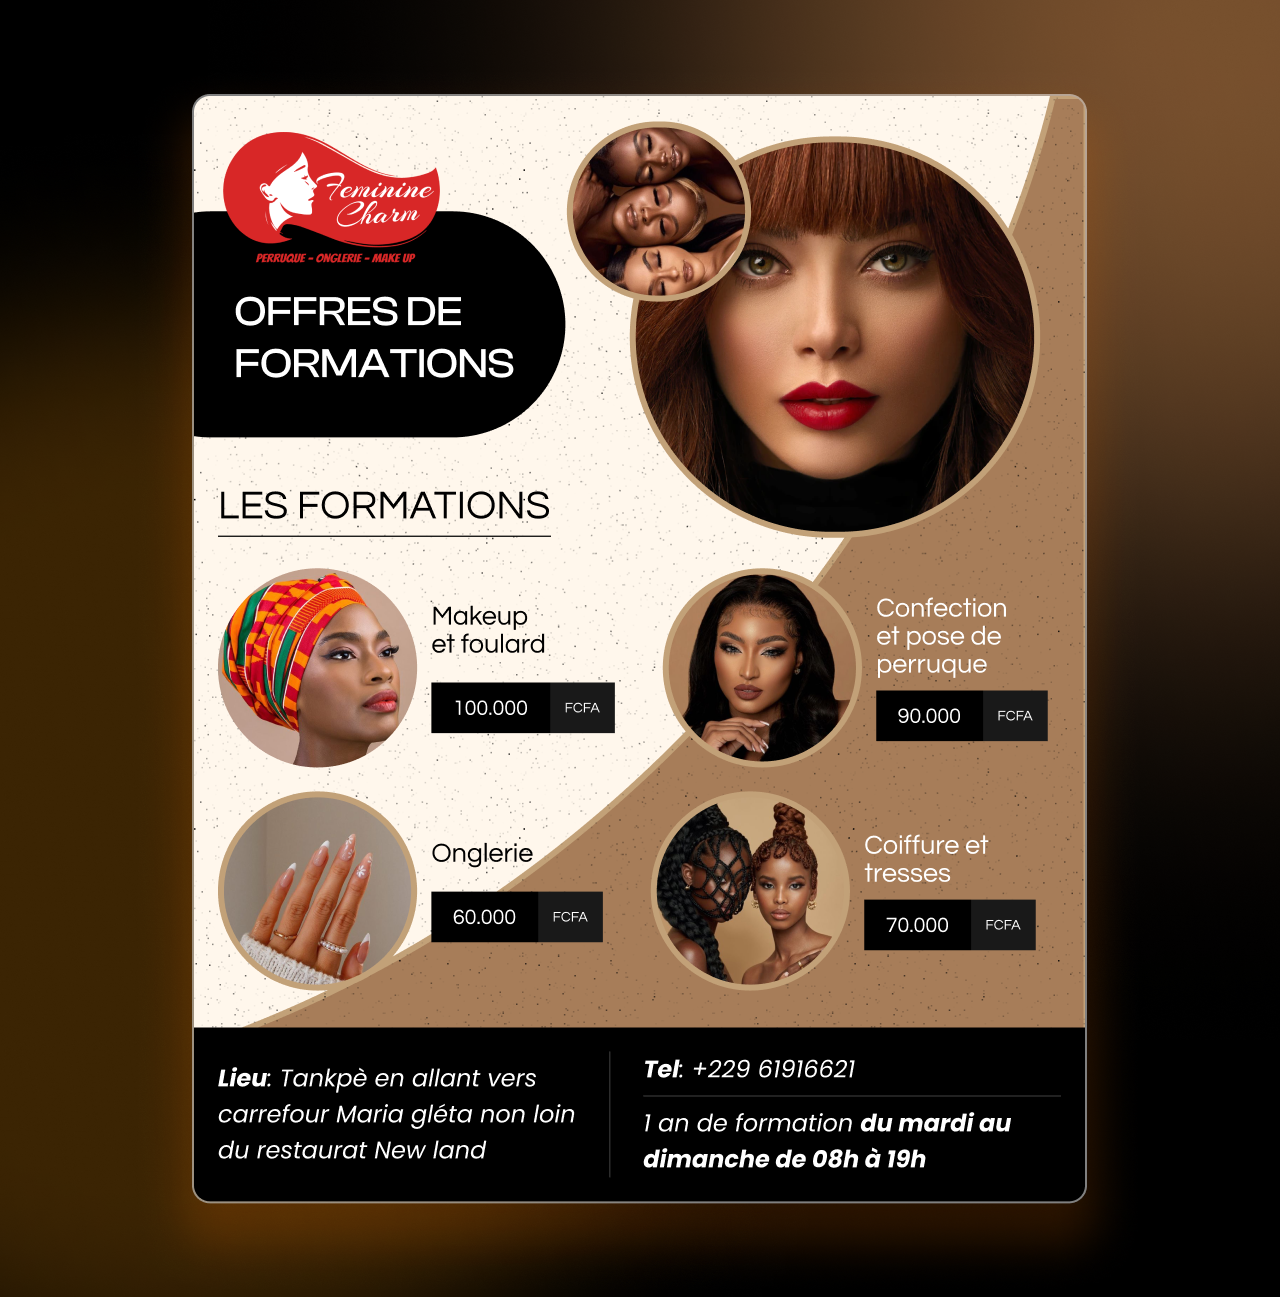 Feminine
Charm
PERRUQUE - ONGLERIE - MAKE UP
OFFRES DE
FORMATIONS
LES FORMATIONS
Makeup
et foulard
100.000 FCFA
Confection
et pose de
perruque
90.000 FCFA
Onglerie
60.000 FCFA
Coiffure et
tresses
70.000 FCFA
Lieu: Tankpè en allant vers
carrefour Maria gléta non loin
du restaurat New land
Tel: +229 61916621
1 an de formation du mardi au
dimanche de 08h à 19h